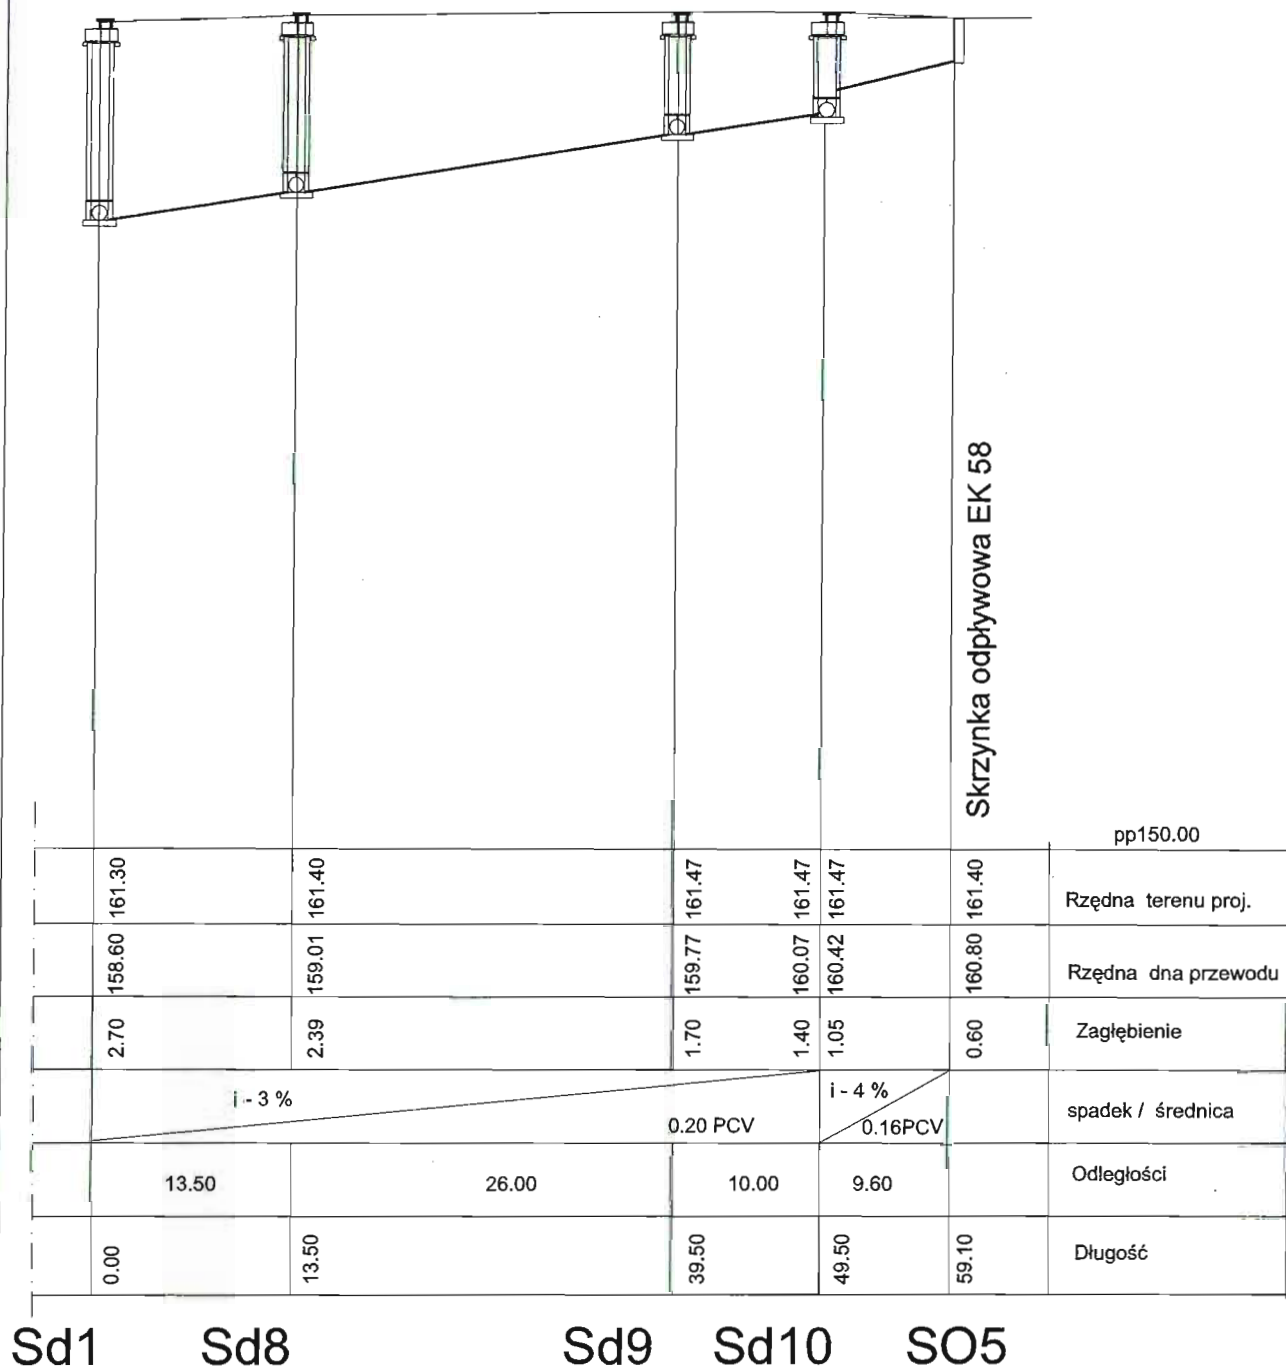 Skrzynka odpływowa EK 58
pp150.00
161.30 161.40 161.47 161.47 161.47 161.40 Rzędna terenu proj.
158.60 159.01 159.77 160.07 160.42 160.80 Rzędna dna przewodu
2.70 2.39 1.70 1.40 1.05 0.60 Zagłębienie
i - 3 % 0.20 PCV i - 4 % 0.16PCV spadek / średnica
13.50 26.00 10.00 9.60 Odległości
0.00 13.50 39.50 49.50 59.10 Długość
Sd1 Sd8 Sd9 Sd10 SO5